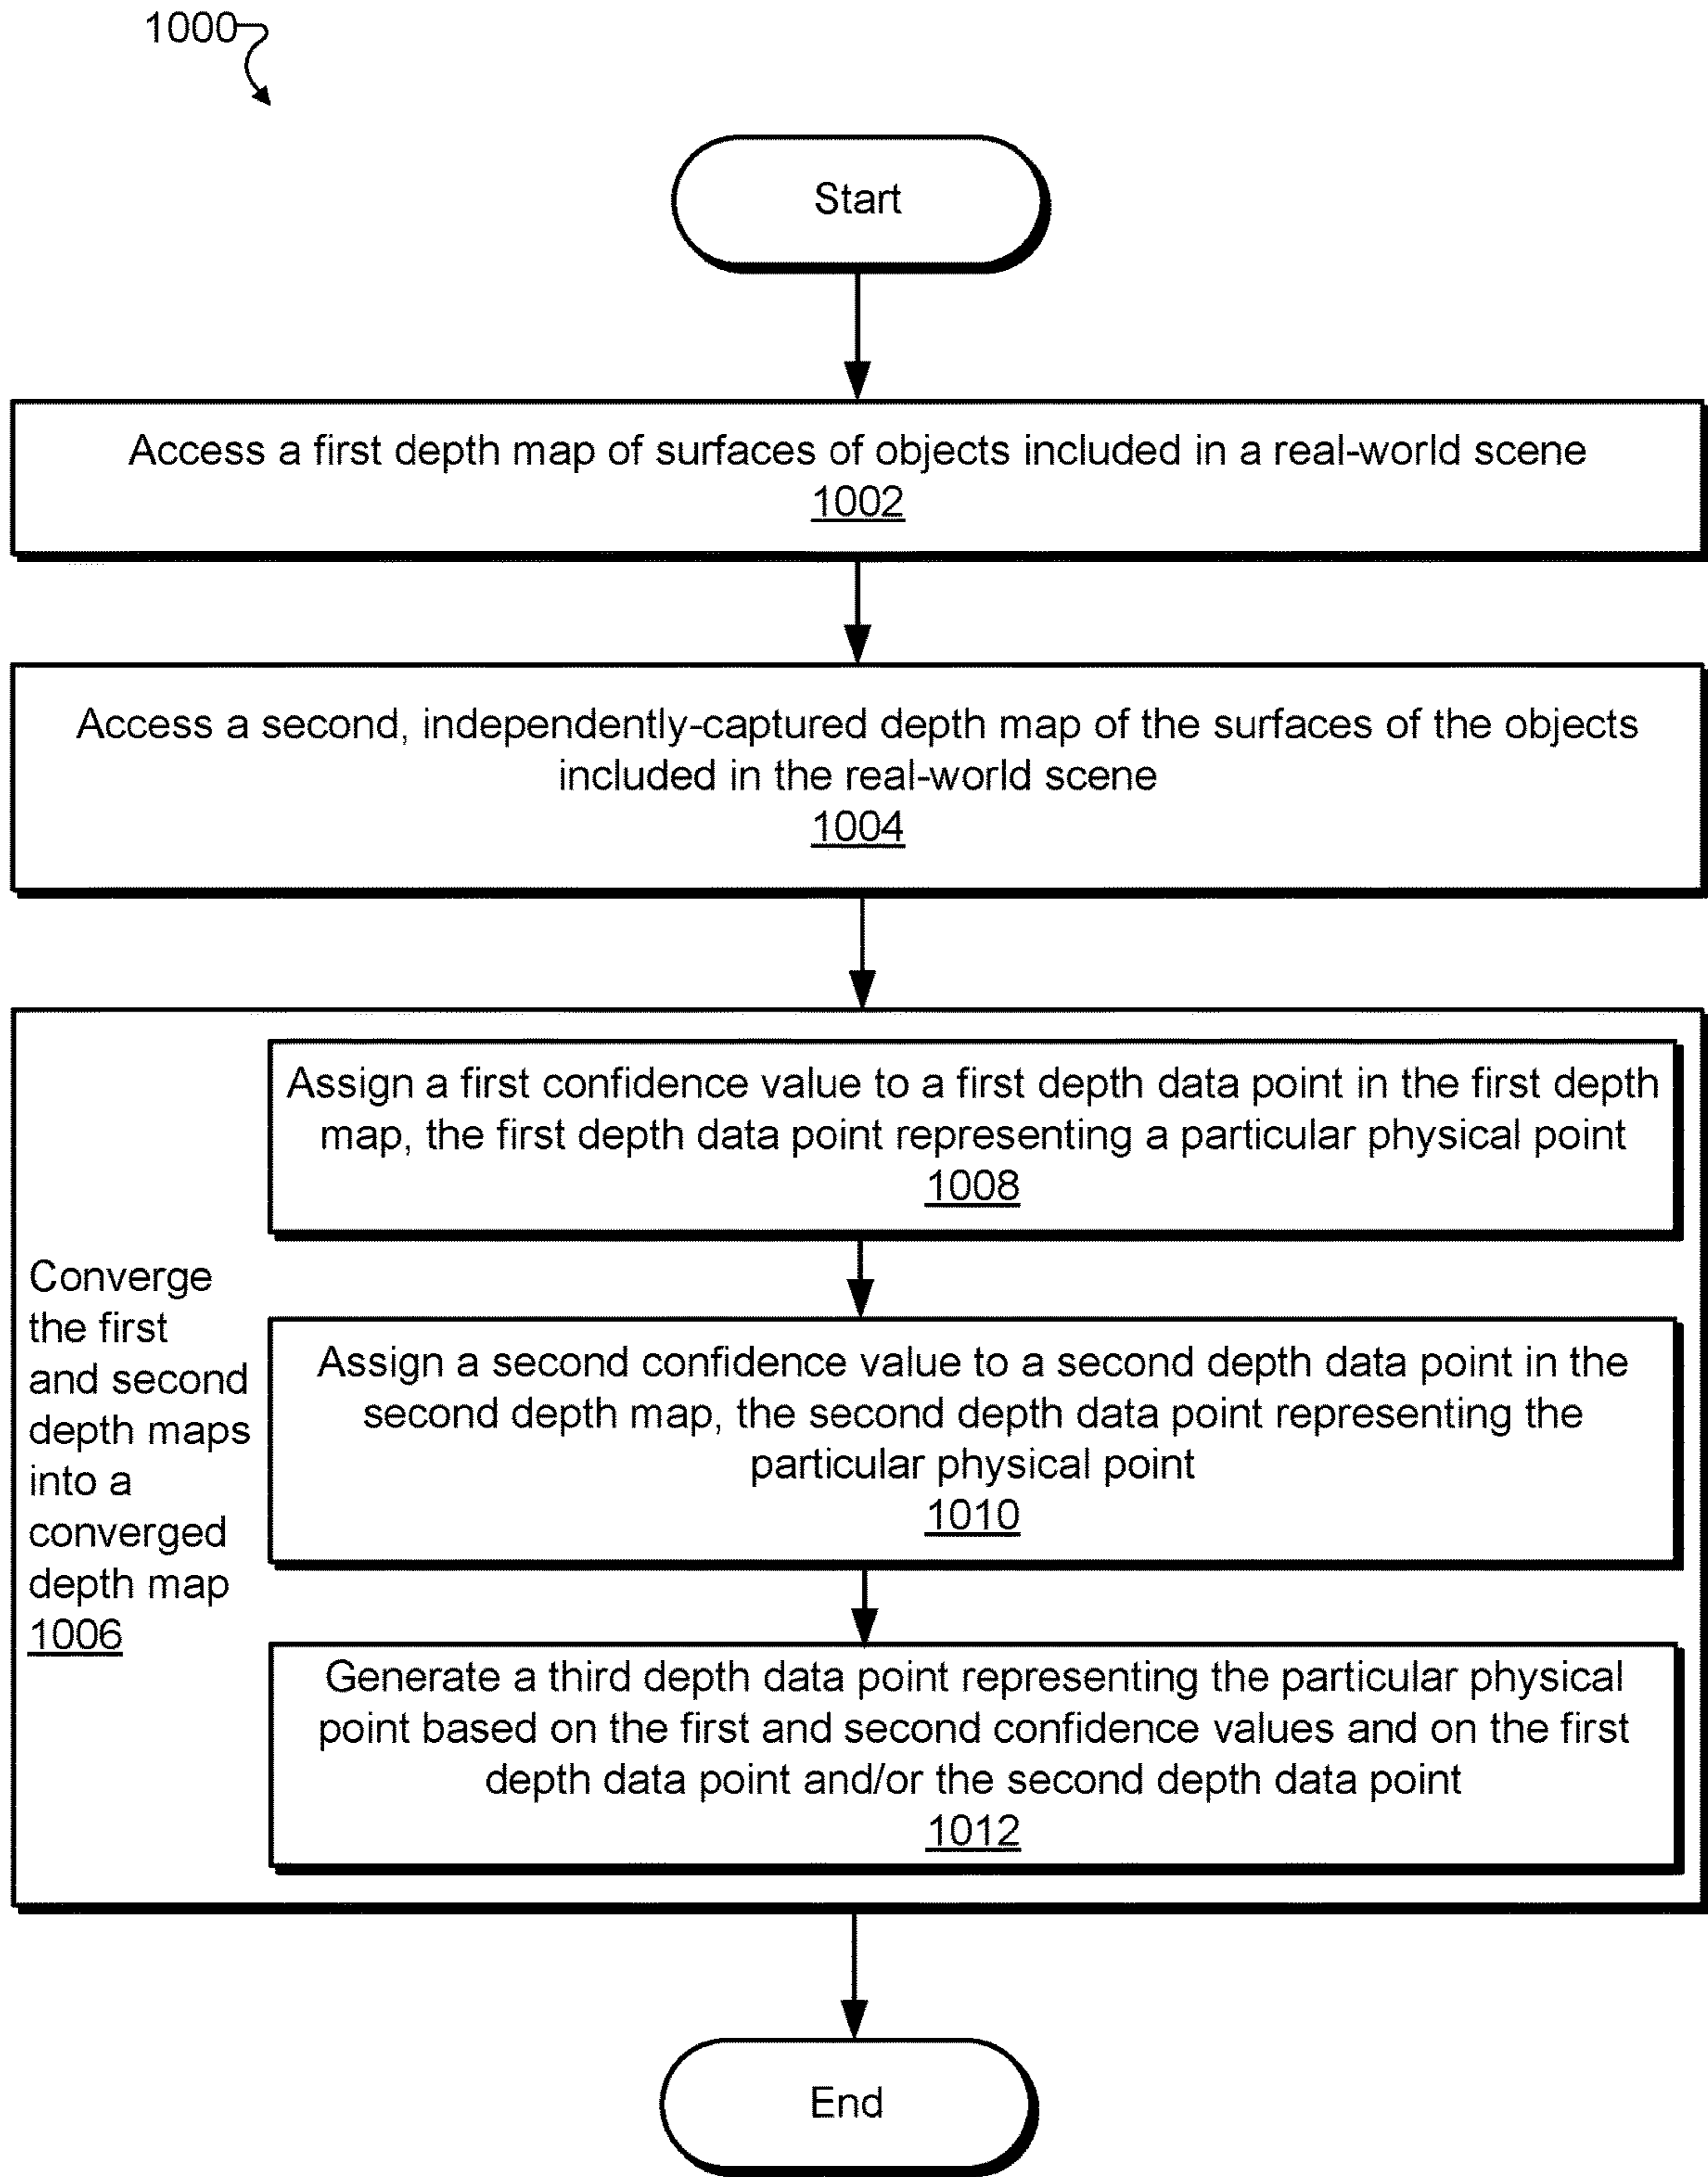 1000
Start
Access a first depth map of surfaces of objects included in a real-world scene
1002
Access a second, independently-captured depth map of the surfaces of the objects
included in the real-world scene
1004
Converge
the first
and second
depth maps
into a
converged
depth map
1006
Assign a first confidence value to a first depth data point in the first depth
map, the first depth data point representing a particular physical point
1008
Assign a second confidence value to a second depth data point in the
second depth map, the second depth data point representing the
particular physical point
1010
Generate a third depth data point representing the particular physical
point based on the first and second confidence values and on the first
depth data point and/or the second depth data point
1012
End